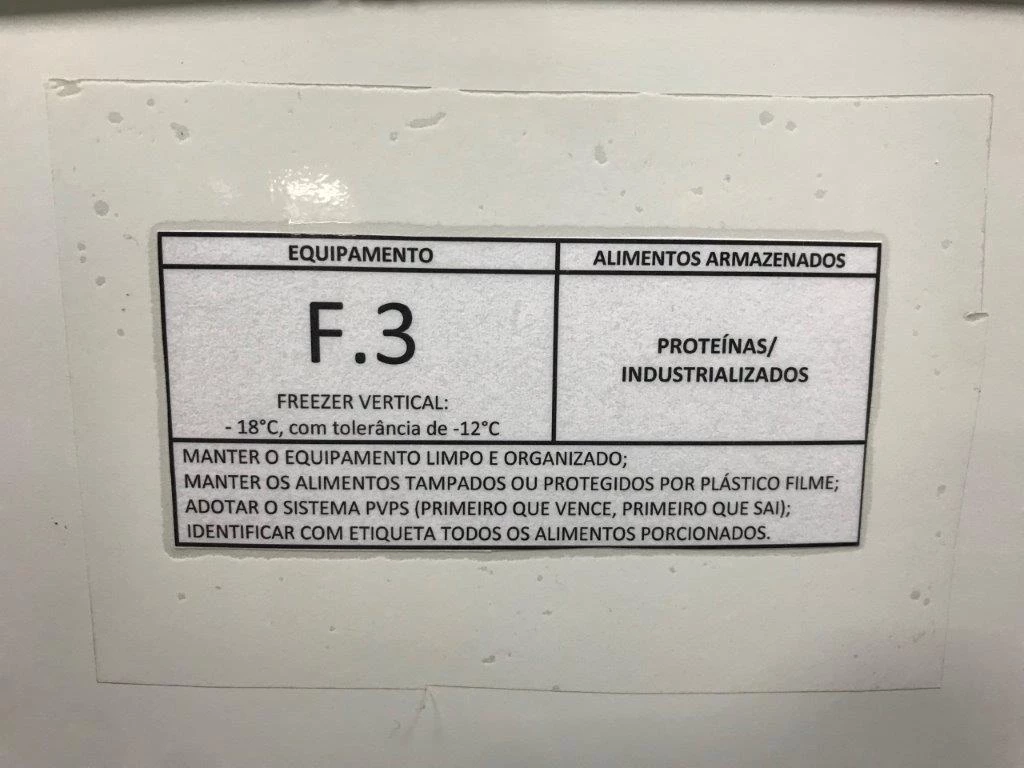 EQUIPAMENTO
ALIMENTOS ARMAZENADOS
F.3
FREEZER VERTICAL:
- 18°C, com tolerância de -12°C
PROTEÍNAS/
INDUSTRIALIZADOS
MANTER O EQUIPAMENTO LIMPO E ORGANIZADO;
MANTER OS ALIMENTOS TAMPADOS OU PROTEGIDOS POR PLÁSTICO FILME;
ADOTAR O SISTEMA PVPS (PRIMEIRO QUE VENCE, PRIMEIRO QUE SAI);
IDENTIFICAR COM ETIQUETA TODOS OS ALIMENTOS PORCIONADOS.